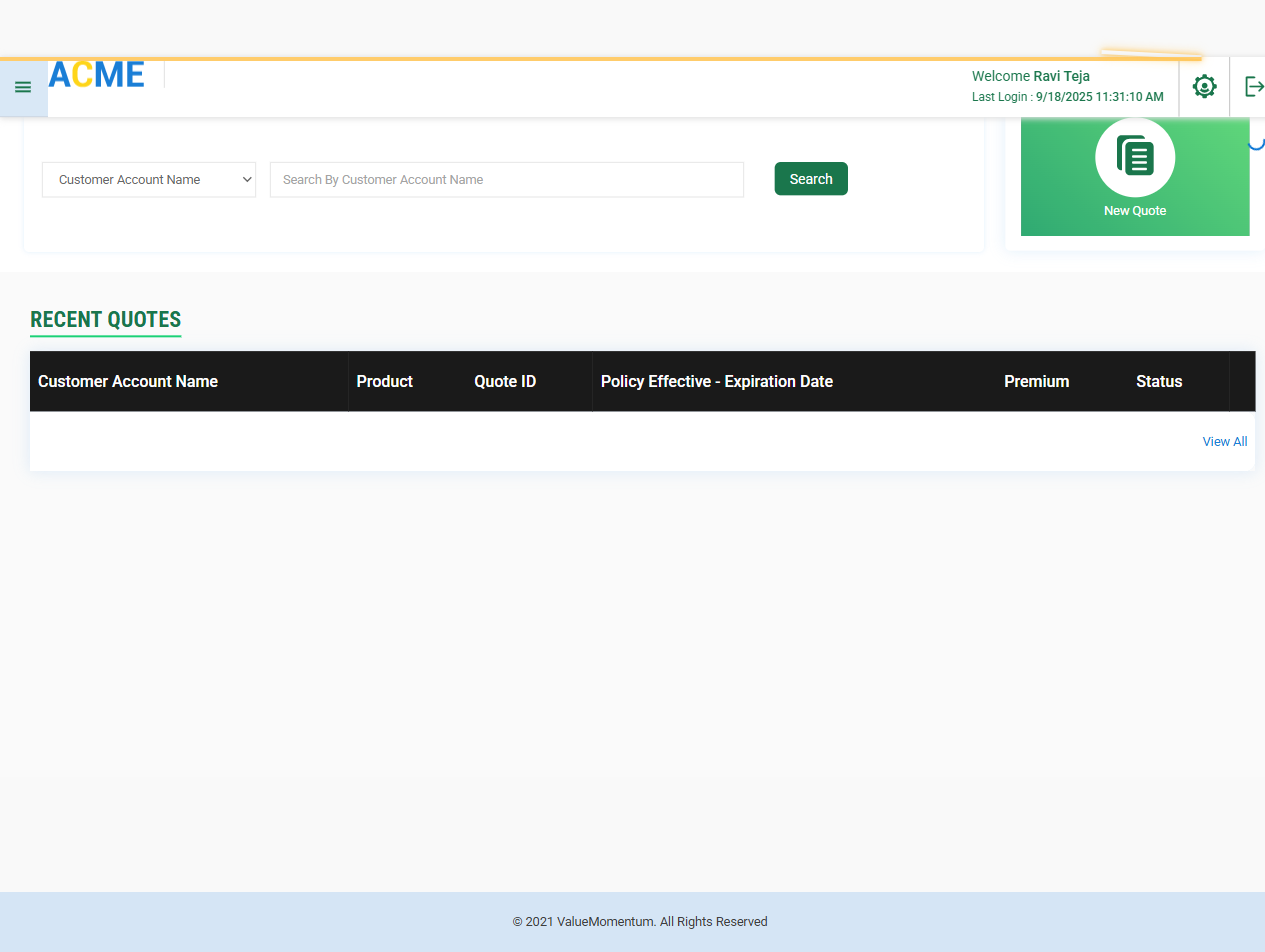 ACME
Welcome Ravi Teja
Last Login : 9/18/2025 11:31:10 AM
Customer Account Name
Search By Customer Account Name
Search
New Quote
RECENT QUOTES
Customer Account Name Product Quote ID Policy Effective - Expiration Date Premium Status
View All
© 2021 ValueMomentum. All Rights Reserved